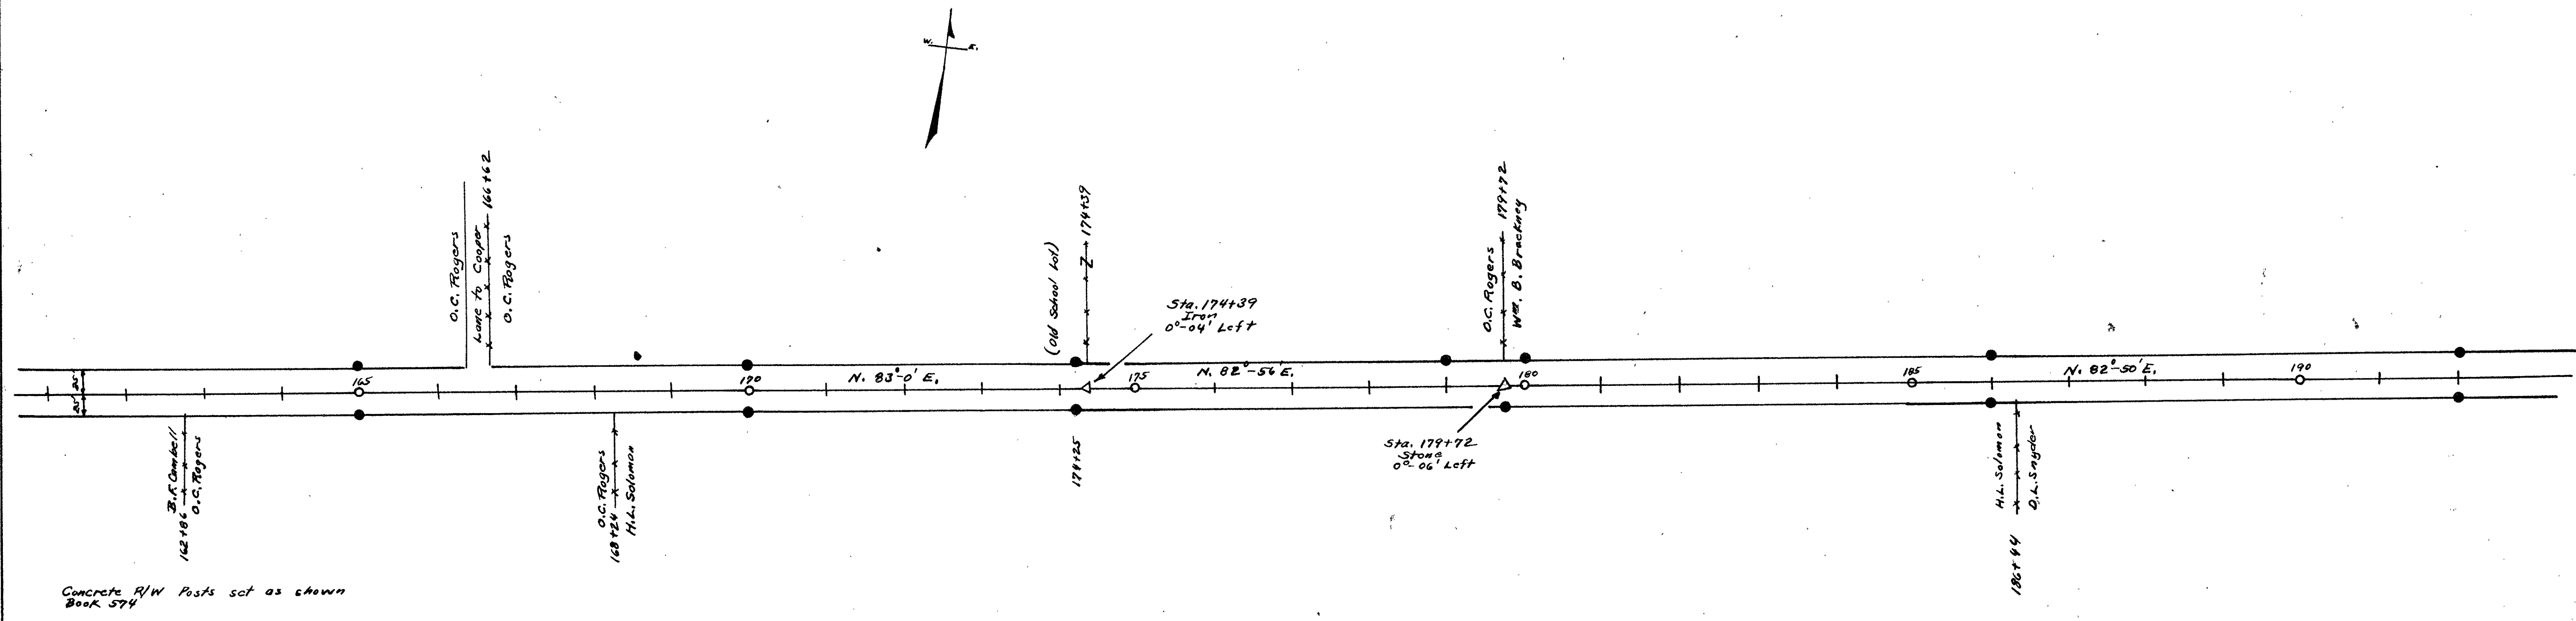 W. E.
O.C. Rogers
Lane to Cooper
166+62
O.C. Rogers
(Old School Lot)
Z
174+39
Sta. 174+39
Iron
0°-04' Left
O.C. Rogers
179+72
Wm. B. Brackney
25'
25'
165
170
N. 83°-0' E.
175
N. 82°-56' E.
180
185
N. 82°-50' E.
190
B.F. Cambell
162+86
O.C. Rogers
O.C. Rogers
168+24
H.L. Solomon
174+25
Sta. 179+72
Stone
0°-06' Left
H.L. Solomon
186+44
D.L. Snyder
Concrete R/W Posts set as shown
Book 574